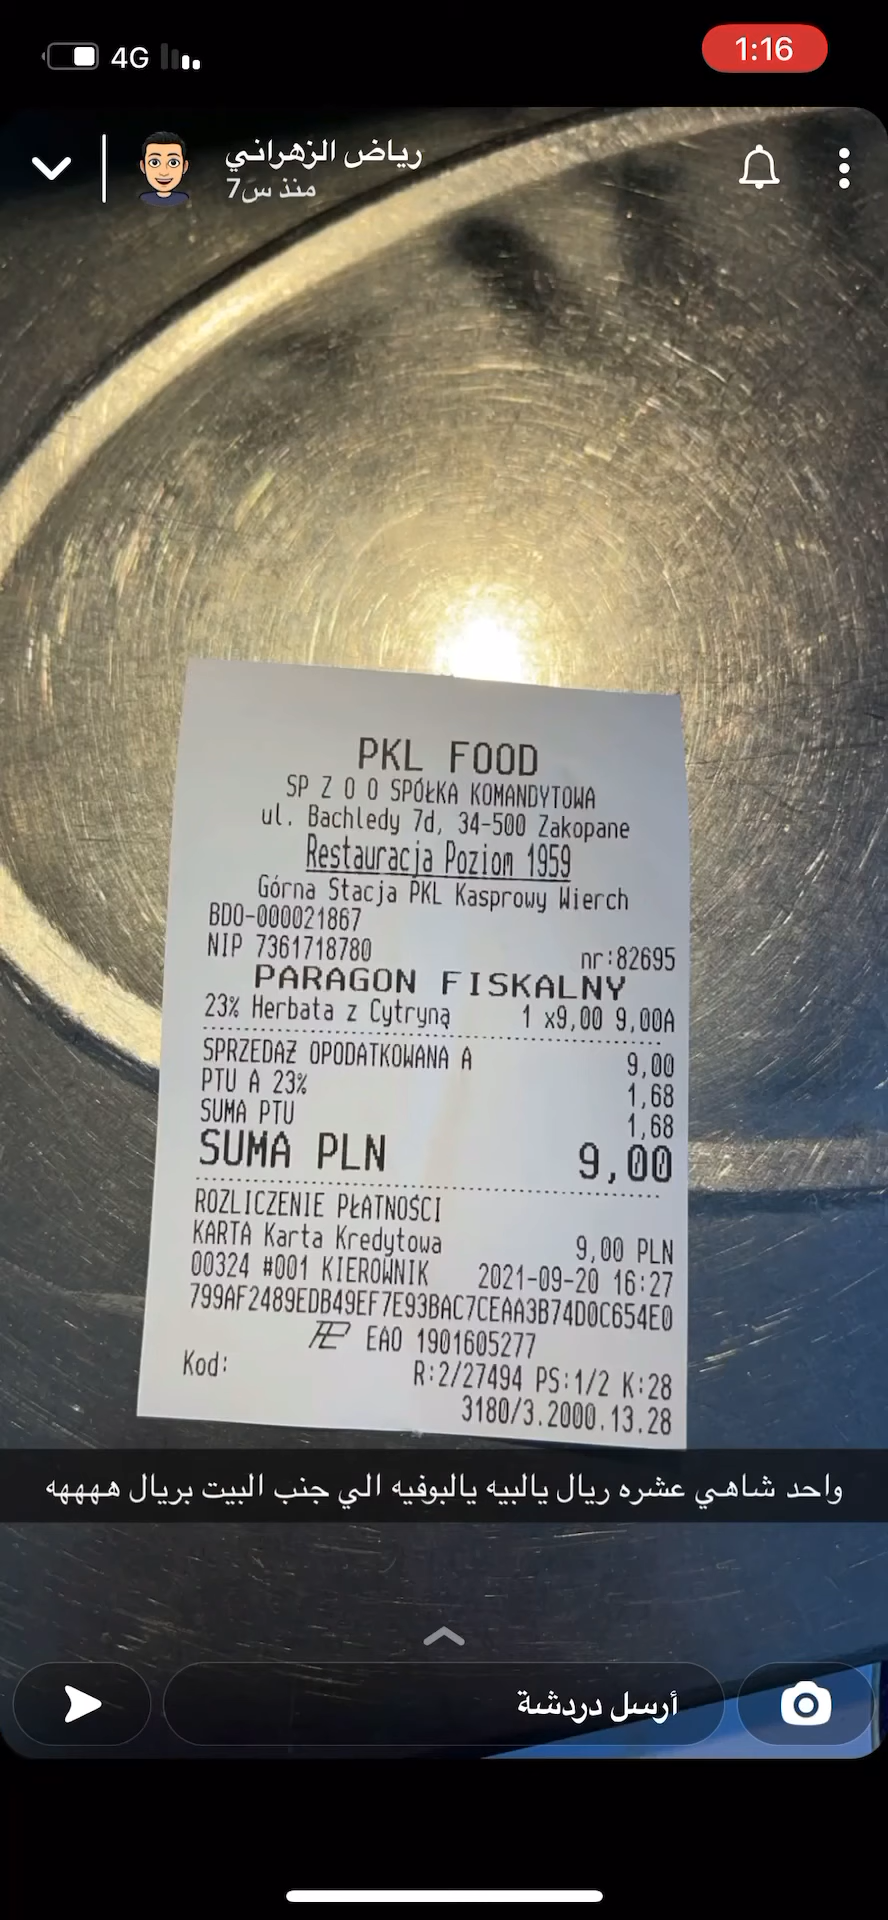 4G
1:16
رياض الزهراني
منذ س7
PKL FOOD
SP Z O O SPÓŁKA KOMANDYTOWA
ul. Bachledy 7d, 34-500 Zakopane
Restauracja Poziom 1959
Górna Stacja PKL Kasprowy Wierch
BDO-000021867
NIP 7361718780 nr:82695
PARAGON FISKALNY
23% Herbata z Cytryną 1 x9,00 9,00A
SPRZEDAŻ OPODATKOWANA A 9,00
PTU A 23% 1,68
SUMA PTU 1,68
SUMA PLN 9,00
ROZLICZENIE PŁATNOŚCI
KARTA Karta Kredytowa 9,00 PLN
00324 #001 KIEROWNIK 2021-09-20 16:27
799AF2489EDB49EF7E93BAC7CEAA3B74D0C654E0
EAO 1901605277
Kod: R:2/27494 PS:1/2 K:28
3180/3.2000.13.28
واحد شاهي عشره ريال يالبيه يالبوفيه الي جنب البيت بريال هههههه
أرسل دردشة